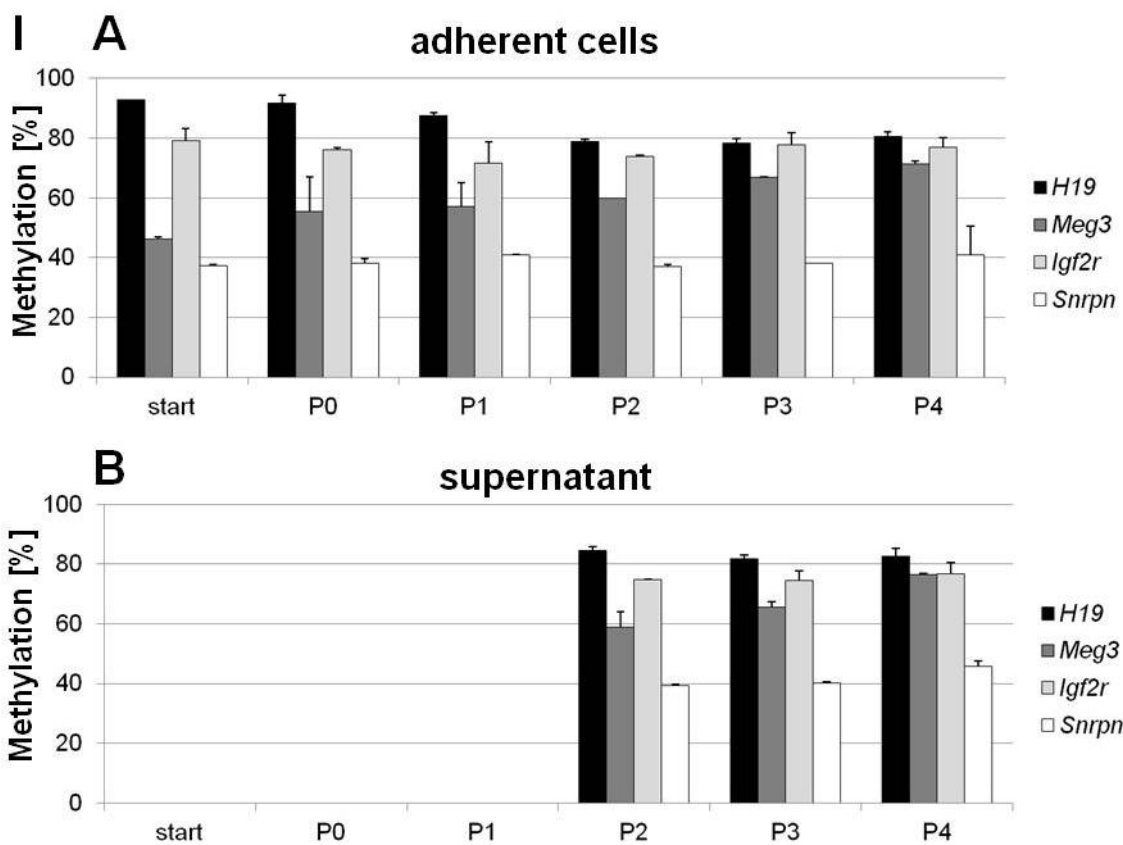 I A adherent cells
Methylation [%]
100
80
60
40
20
0
start P0 P1 P2 P3 P4
H19
Meg3
Igf2r
Snrpn
B supernatant
Methylation [%]
100
80
60
40
20
0
start P0 P1 P2 P3 P4
H19
Meg3
Igf2r
Snrpn